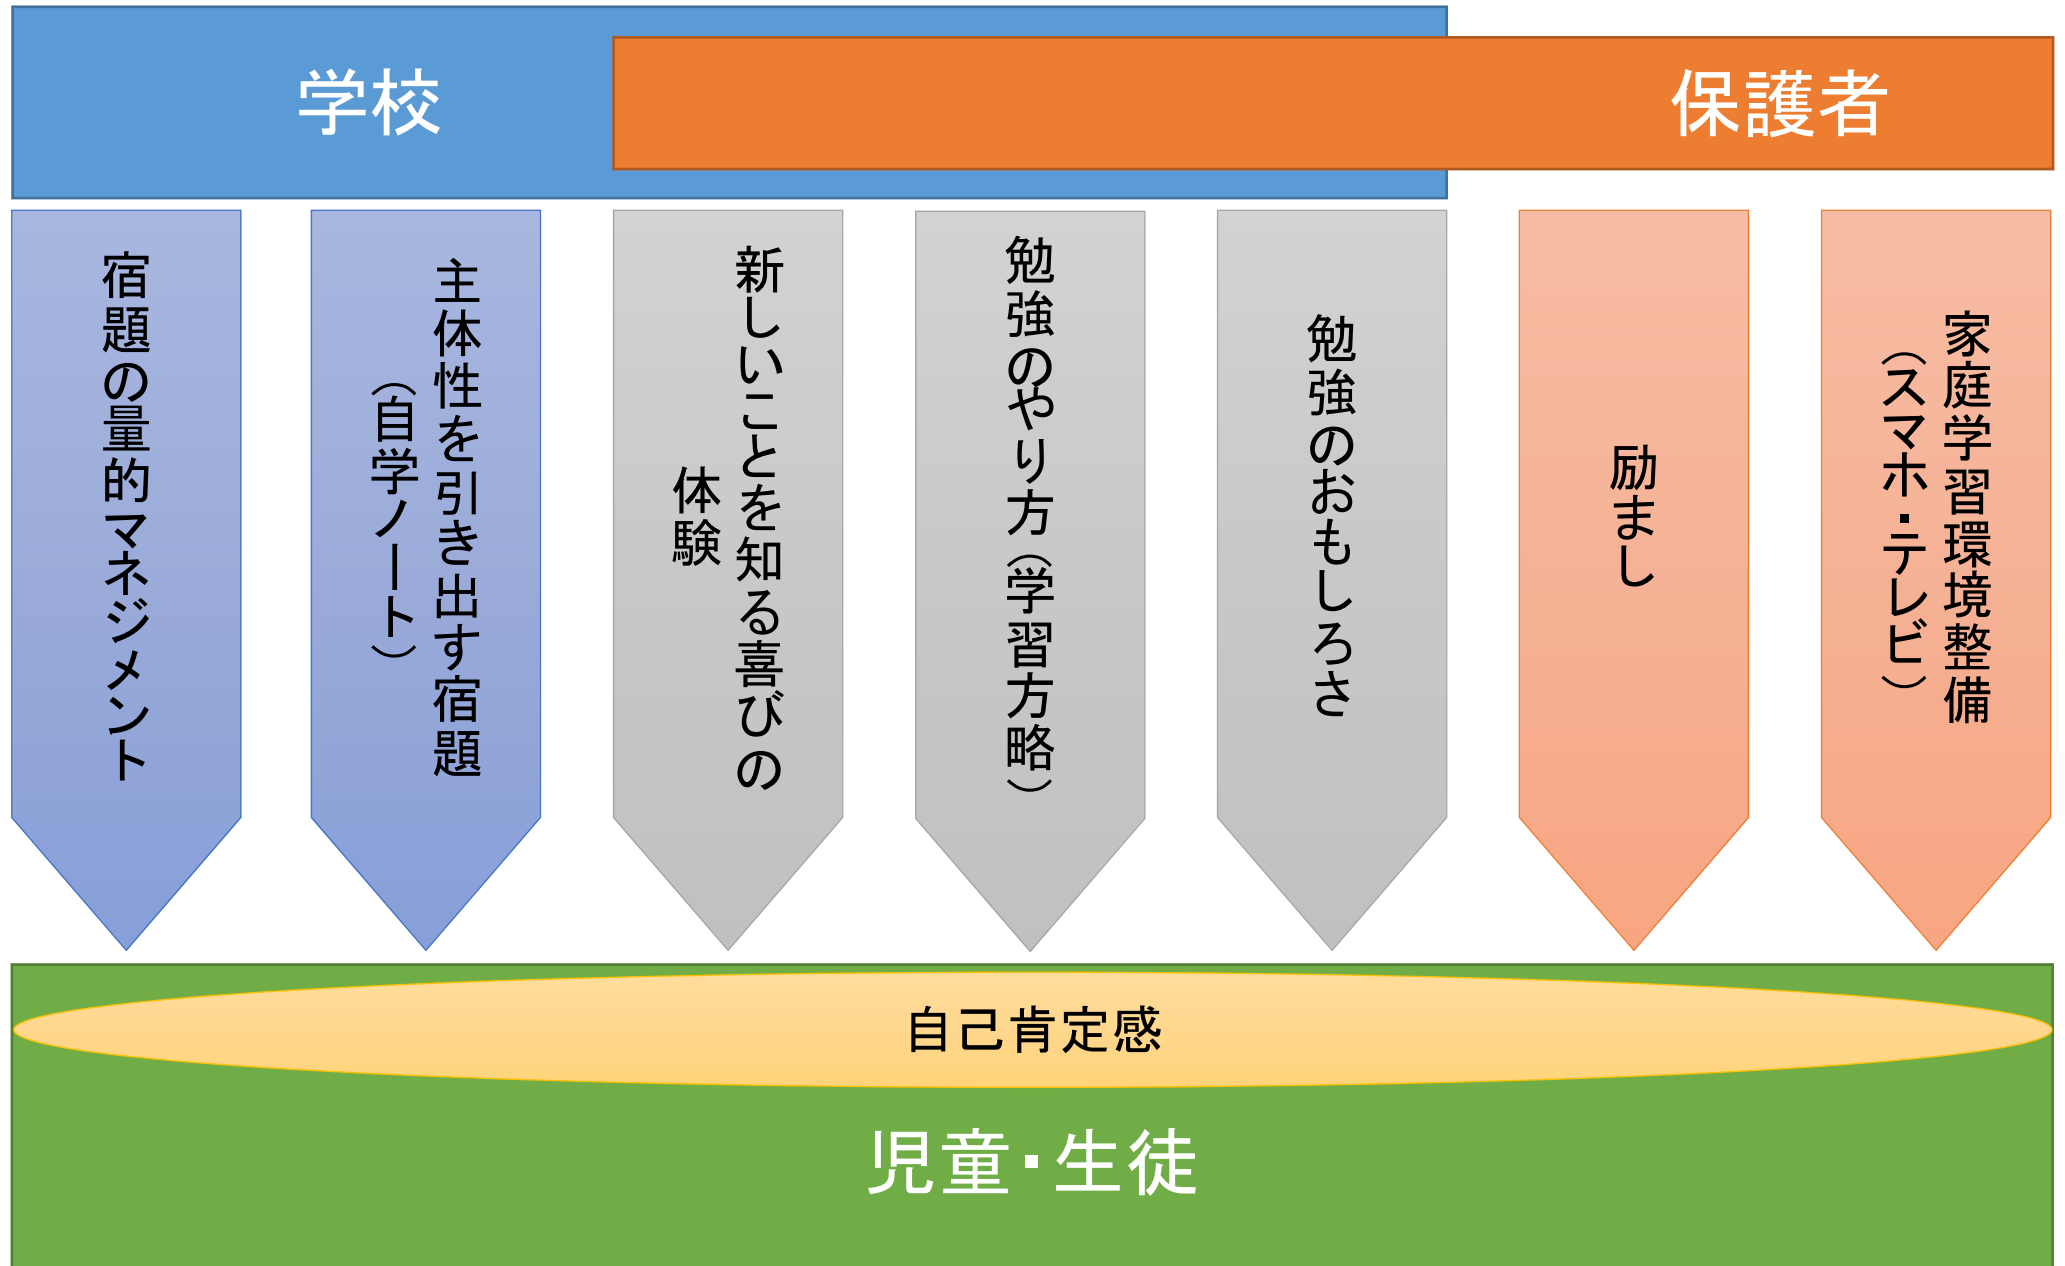 学校
保護者
宿題の量的マネジメント
主体性を引き出す宿題
（自学ノート）
新しいことを知る喜びの
体験
勉強のやり方（学習方略）
勉強のおもしろさ
励まし
家庭学習環境整備
（スマホ・テレビ）
自己肯定感
児童・生徒